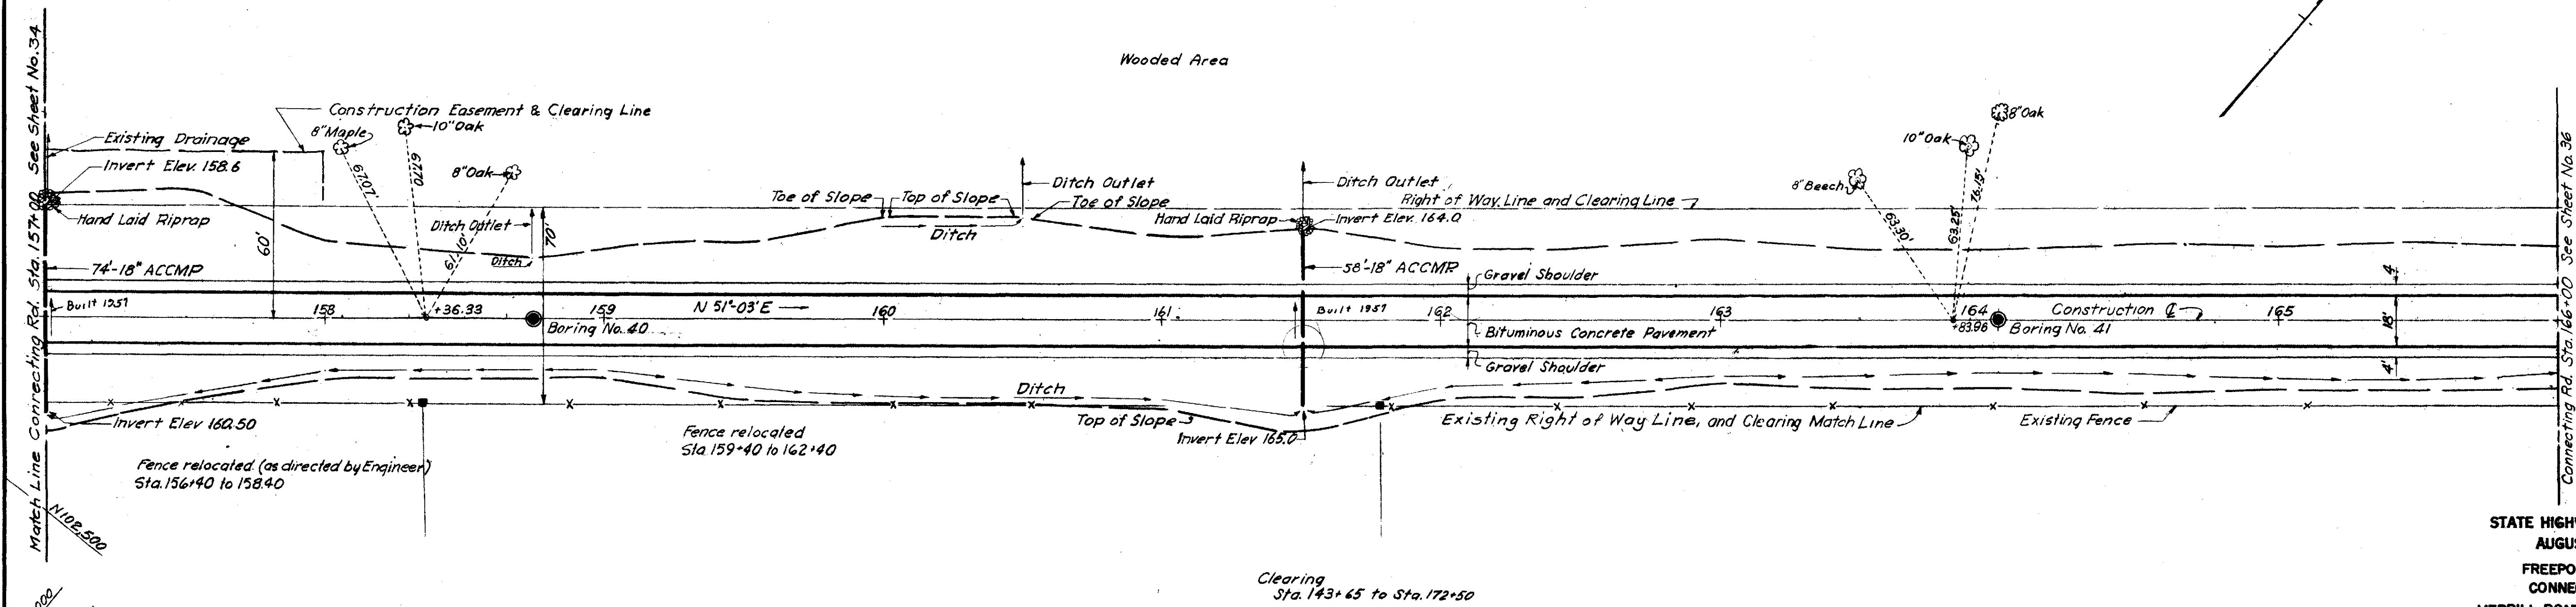 Match Line Connecting Rd. Sta. 157+00 See Sheet No. 34
Wooded Area
Construction Easement & Clearing Line
8" Maple
10" Oak
8" Oak
10" Oak
8" Oak
8" Beech
Existing Drainage
Invert Elev. 158.6
Hand Laid Riprap
67.07'
67.70
61.10'
60'
70'
Ditch Outlet
Ditch
Toe of Slope
Top of Slope
Toe of Slope
Ditch Outlet
Ditch
Ditch Outlet
Hand Laid Riprap
Invert Elev. 164.0
Right of Way Line and Clearing Line
63.30'
63.25'
76.15'
74'-18" ACCMP
58'-18" ACCMP
Gravel Shoulder
Built 1957
158
+36.33
159
N 51°-03'E
160
161
Built 1957
162
163
164
Construction ℄
165
Boring No. 40
Bituminous Concrete Pavement
+83.96
Boring No. 41
4'
18'
4'
Gravel Shoulder
Ditch
Invert Elev 160.50
Top of Slope
Invert Elev 165.0
Existing Right of Way Line, and Clearing Match Line
Existing Fence
Fence relocated
Sta 159+40 to 162+40
Fence relocated (as directed by Engineer)
Sta. 156+40 to 158.40
N102,500
000
Clearing
Sta. 143+65 to Sta. 172+50
Connecting Rd. Sta. 166+00 See Sheet No. 36
STATE HIGH
AUGUS
FREEPO
CONNE